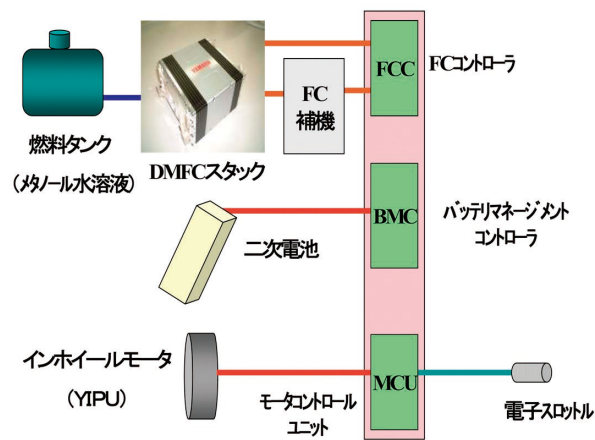 FCC
FCコントローラ
FC
補機
燃料タンク
(メタノール水溶液)
DMFCスタック
BMC
バッテリマネージメント
コントローラ
二次電池
インホイールモータ
(YIPU)
MCU
モータコントロール
ユニット
電子スロットル
YAMAHA